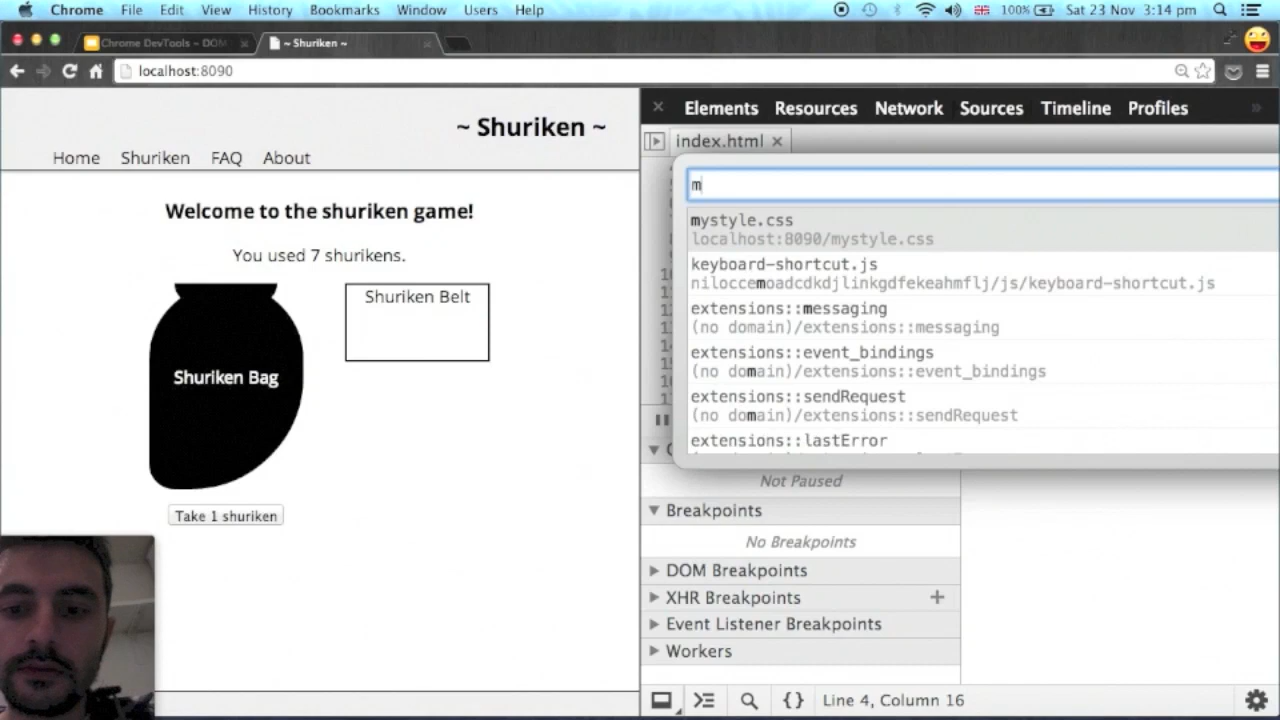 Chrome File Edit View History Bookmarks Window Users Help 100% Sat 23 Nov 3:14 pm
Chrome DevTools ~ DOM ~ Shuriken ~
localhost:8090
~ Shuriken ~
Home Shuriken FAQ About
Welcome to the shuriken game!
You used 7 shurikens.
Shuriken Bag
Shuriken Belt
Take 1 shuriken
Elements Resources Network Sources Timeline Profiles »
index.html
m
mystyle.css
localhost:8090/mystyle.css
keyboard-shortcut.js
niloccemoadcdkdjlinkgdfekeahmflj/js/keyboard-shortcut.js
extensions::messaging
(no domain)/extensions::messaging
extensions::event_bindings
(no domain)/extensions::event_bindings
extensions::sendRequest
(no domain)/extensions::sendRequest
extensions::lastError
Not Paused
Breakpoints
No Breakpoints
DOM Breakpoints
XHR Breakpoints +
Event Listener Breakpoints
Workers
{ } Line 4, Column 16